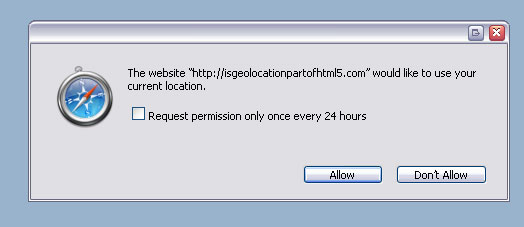 The website “http://isgeolocationpartofhtml5.com” would like to use your
current location.
Request permission only once every 24 hours
Allow
Don't Allow